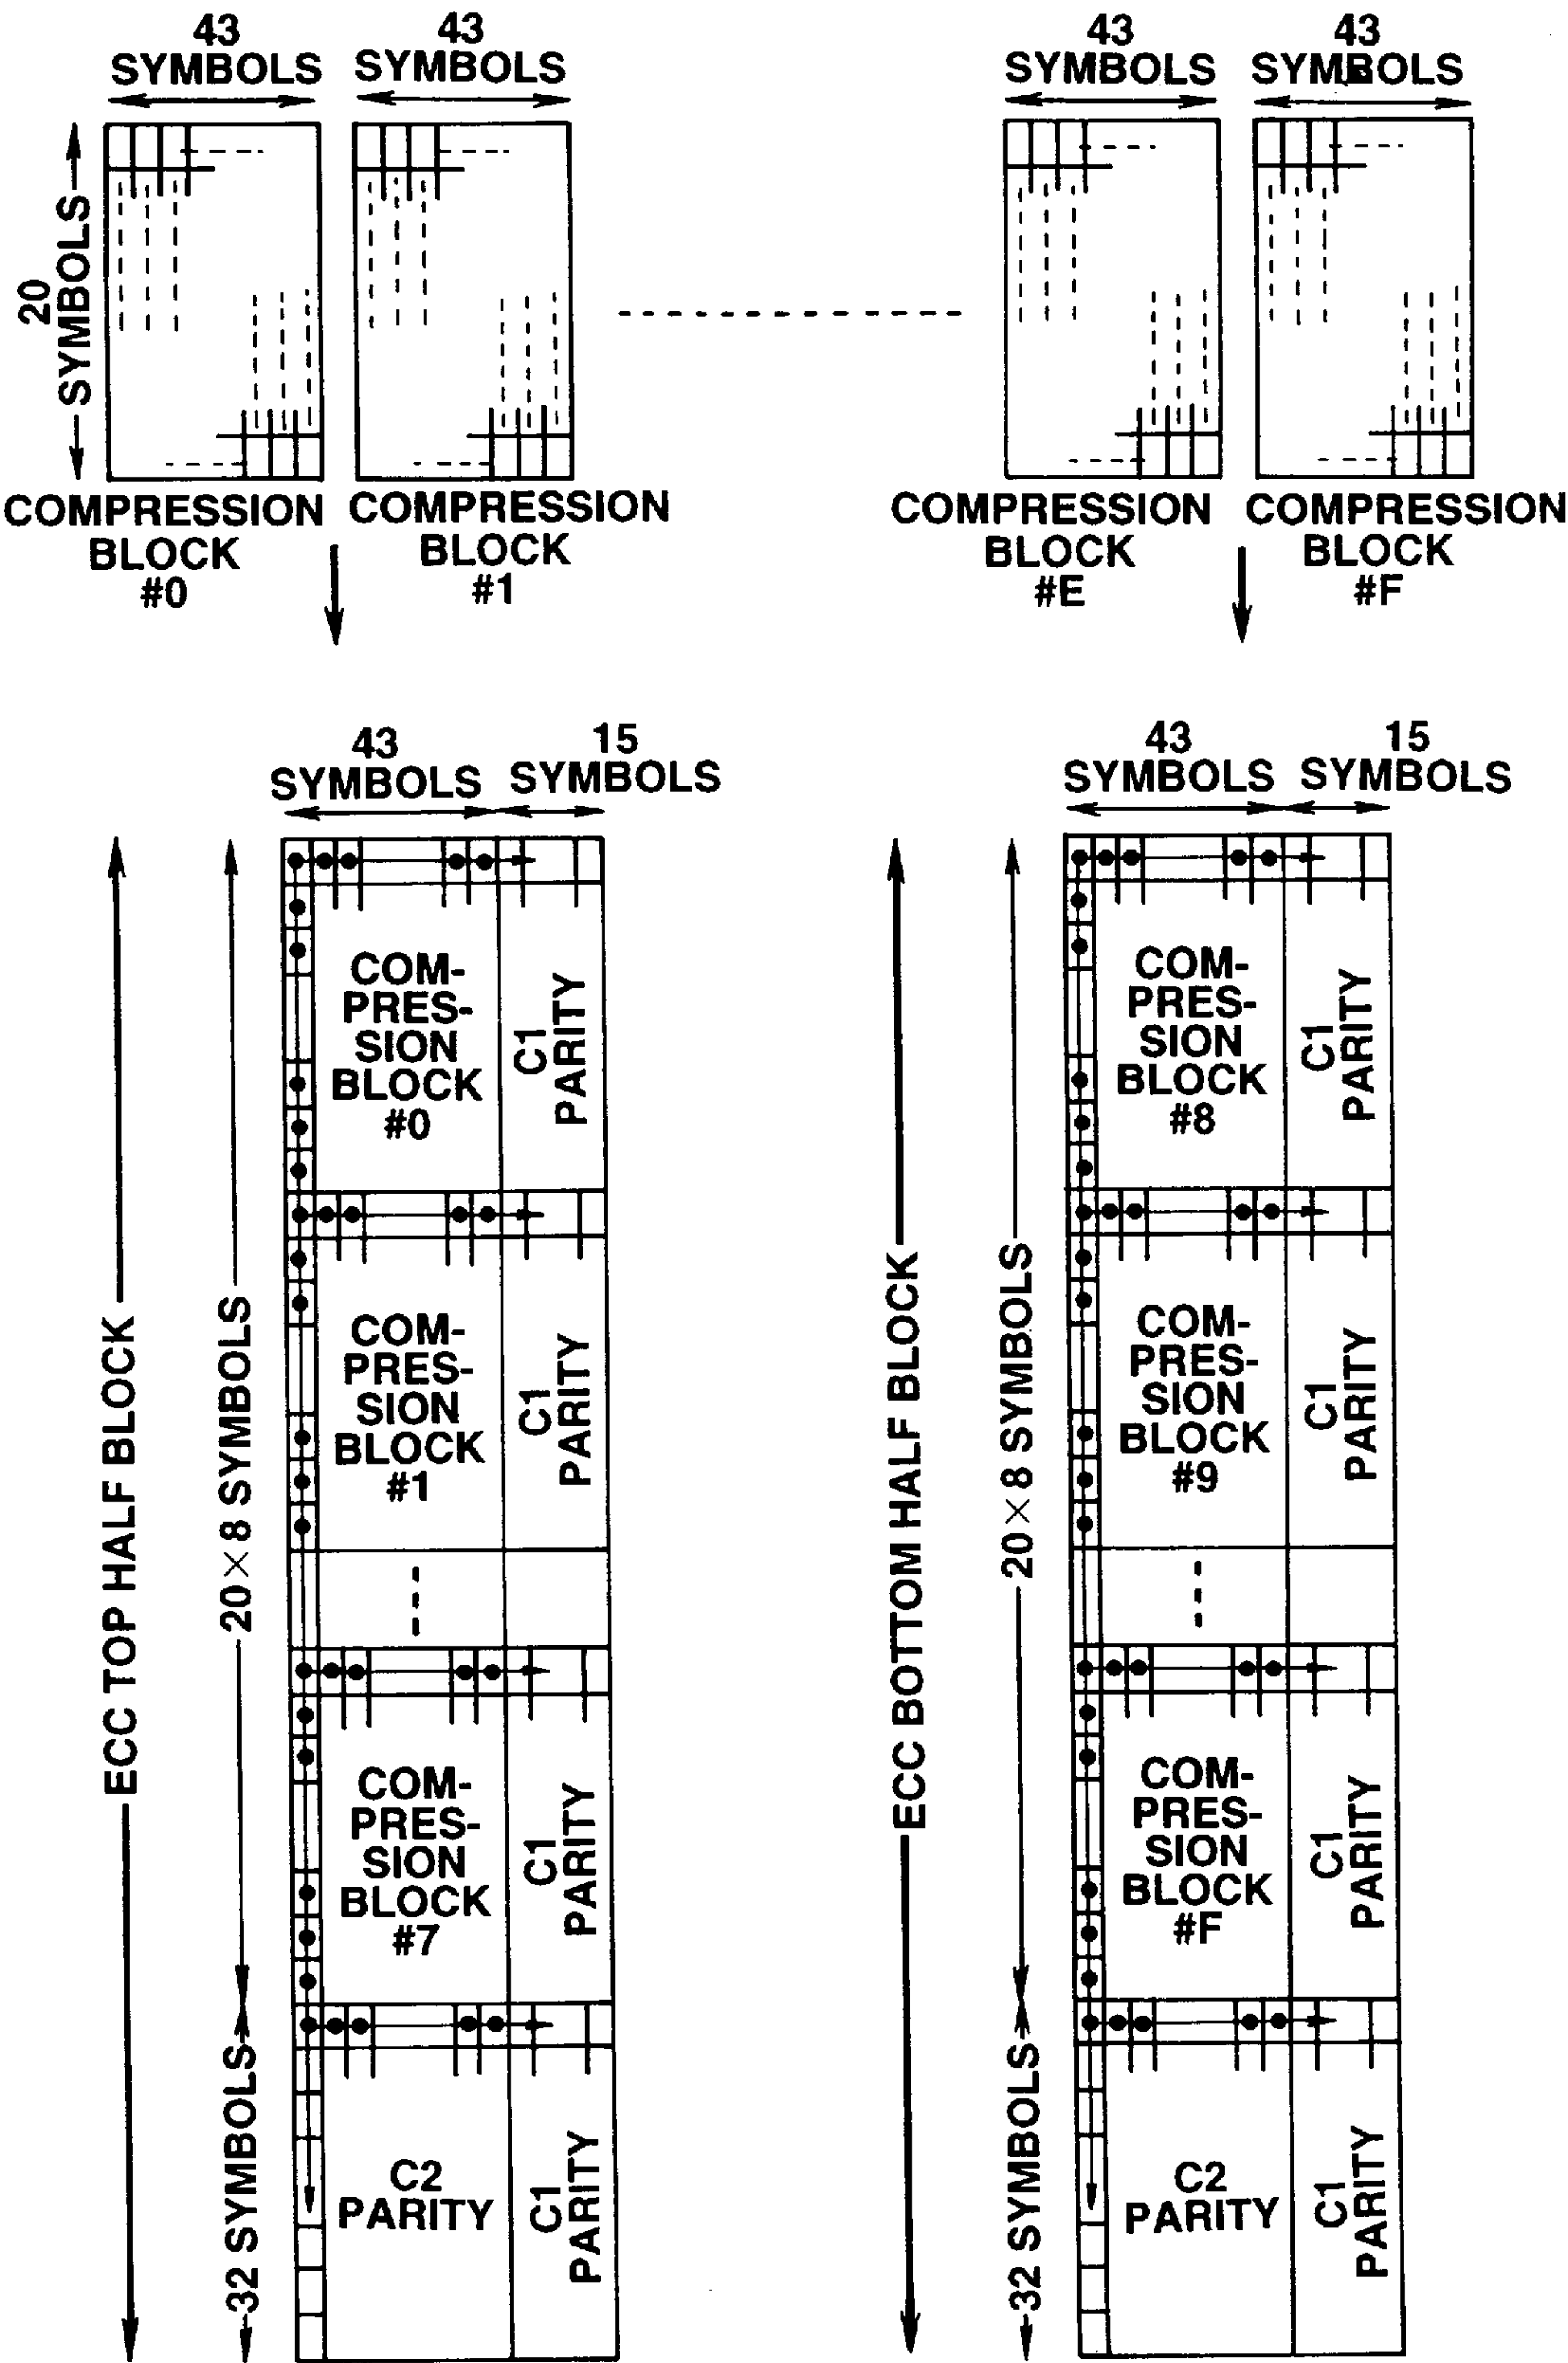 43
SYMBOLS
43
SYMBOLS
43
SYMBOLS
43
SYMBOLS
20
SYMBOLS
COMPRESSION
BLOCK
#0
COMPRESSION
BLOCK
#1
COMPRESSION
BLOCK
#E
COMPRESSION
BLOCK
#F
43
SYMBOLS
15
SYMBOLS
ECC TOP HALF BLOCK
20×8 SYMBOLS
32 SYMBOLS
COM-
PRES-
SION
BLOCK
#0
C1
PARITY
COM-
PRES-
SION
BLOCK
#1
C1
PARITY
COM-
PRES-
SION
BLOCK
#7
C1
PARITY
C2
PARITY
C1
PARITY
43
SYMBOLS
15
SYMBOLS
ECC BOTTOM HALF BLOCK
20×8 SYMBOLS
32 SYMBOLS
COM-
PRES-
SION
BLOCK
#8
C1
PARITY
COM-
PRES-
SION
BLOCK
#9
C1
PARITY
COM-
PRES-
SION
BLOCK
#F
C1
PARITY
C2
PARITY
C1
PARITY